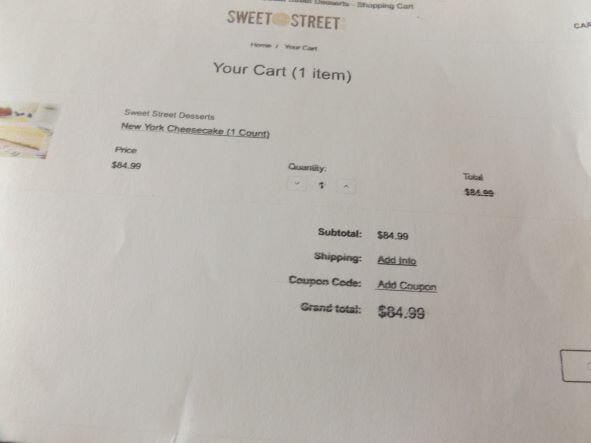 Desserts - Shopping Cart
SWEET STREET
Home / Your Cart
Your Cart (1 item)
Sweet Street Desserts
New York Cheesecake (1 Count)
Price
Quantity:
Total
$84.99
1
$84.99
Subtotal: $84.99
Shipping: Add Info
Coupon Code: Add Coupon
Grand total: $84.99